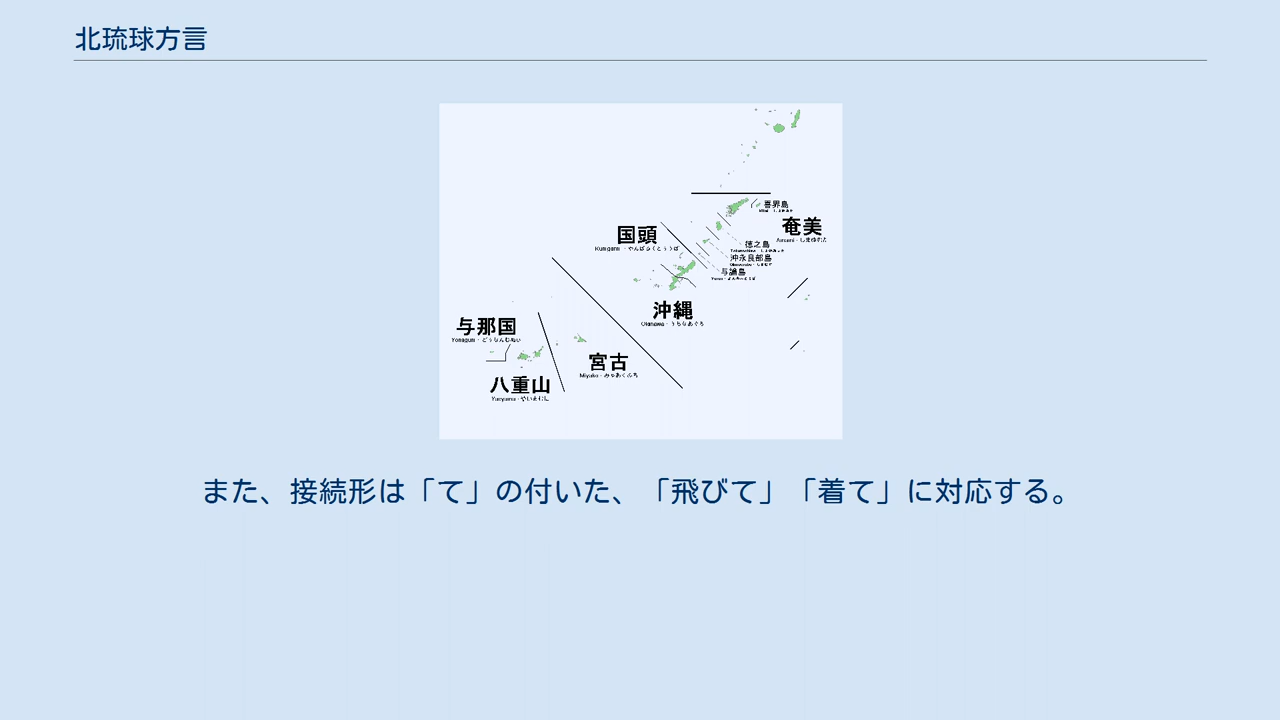 北琉球方言
喜界島
奄美
国頭
徳之島
沖永良部島
与論島
沖縄
与那国
宮古
八重山
また、接続形は「て」の付いた、「飛びて」「着て」に対応する。